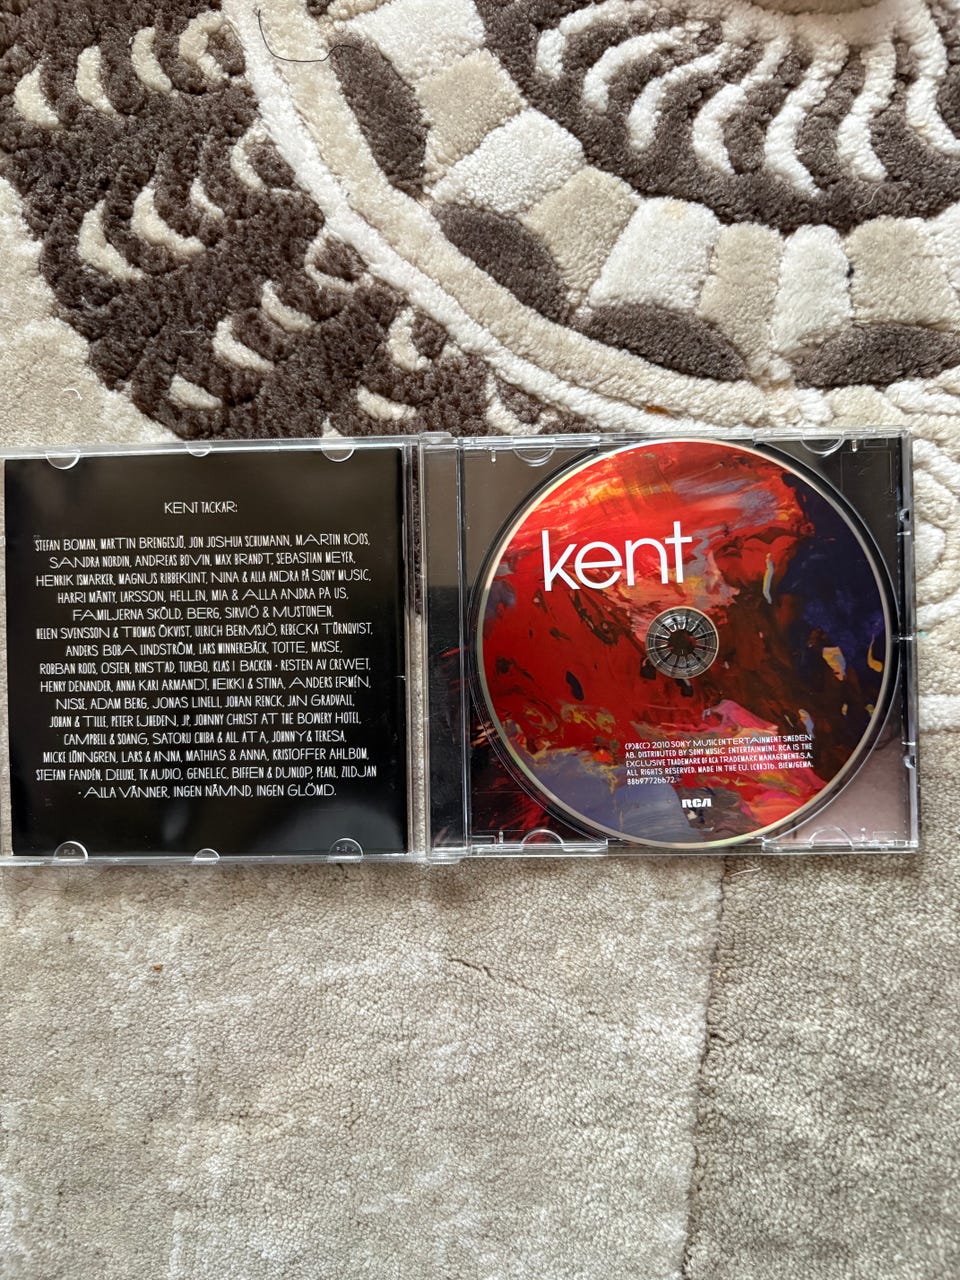 KENT TACKAR:
STEFAN BOMAN, MARTIN BRENGESJÖ, JON JOSHUA SCHUMANN, MARTIN ROOS,
SANDRA NORDIN, ANDREAS BOVIN, MAX BRANDT, SEBASTIAN MEYER,
HENRIK ISMARKER, MAGNUS RIBBEKLINT, NINA & ALLA ANDRA PÅ SONY MUSIC,
HARRI MÄNTY, LARSSON, HELLEN, MIA & ALLA ANDRA PÅ US,
FAMILJERNA SKÖLD, BERG, SIRVIÖ & MUSTONEN,
HELEN SVENSSON & THOMAS ÖKVIST, ULRICH BERMSJÖ, REBECKA TÖRNQVIST,
ANDERS BOBA LINDSTRÖM, LARS WINNERBÄCK, TOTTE, MASSE,
ROBBAN ROOS, OSTEN, RINSTAD, TURBO, KLAS I BACKEN • RESTEN AV CREWET,
HENRY DENANDER, ANNA KARI ARMANDT, HEIKKI & STINA, ANDERS IRMÉN,
NISSE, ADAM BERG, JONAS LINELL, JOHAN RENCK, JAN GRADVALL,
JOHAN & TILLE, PETER EJHEDEN, JP, JOHNNY CHRIST AT THE BOWERY HOTEL,
CAMPBELL & SOANG, SATORU CHIBA & ALL AT A, JOHNNY & TERESA,
MICKE LÖNNGREN, LARS & ANNA, MATHIAS & ANNA, KRISTOFFER AHLBOM,
STEFAN FANDÉN, DELUXE, TK AUDIO, GENELEC, BIFFEN & DUNLOP, PEARL, ZILDJAN
• ALLA VÄNNER, INGEN NÄMND, INGEN GLÖMD.
kent
(P)&(C) 2010 SONY MUSIC ENTERTAINMENT SWEDEN
AB. DISTRIBUTED BY SONY MUSIC ENTERTAINMENT. RCA IS THE
EXCLUSIVE TRADEMARK OF RCA TRADEMARK MANAGEMENT S.A.
ALL RIGHTS RESERVED. MADE IN THE EU. LC00316. BIEM/GEMA.
88697726672.
RCA